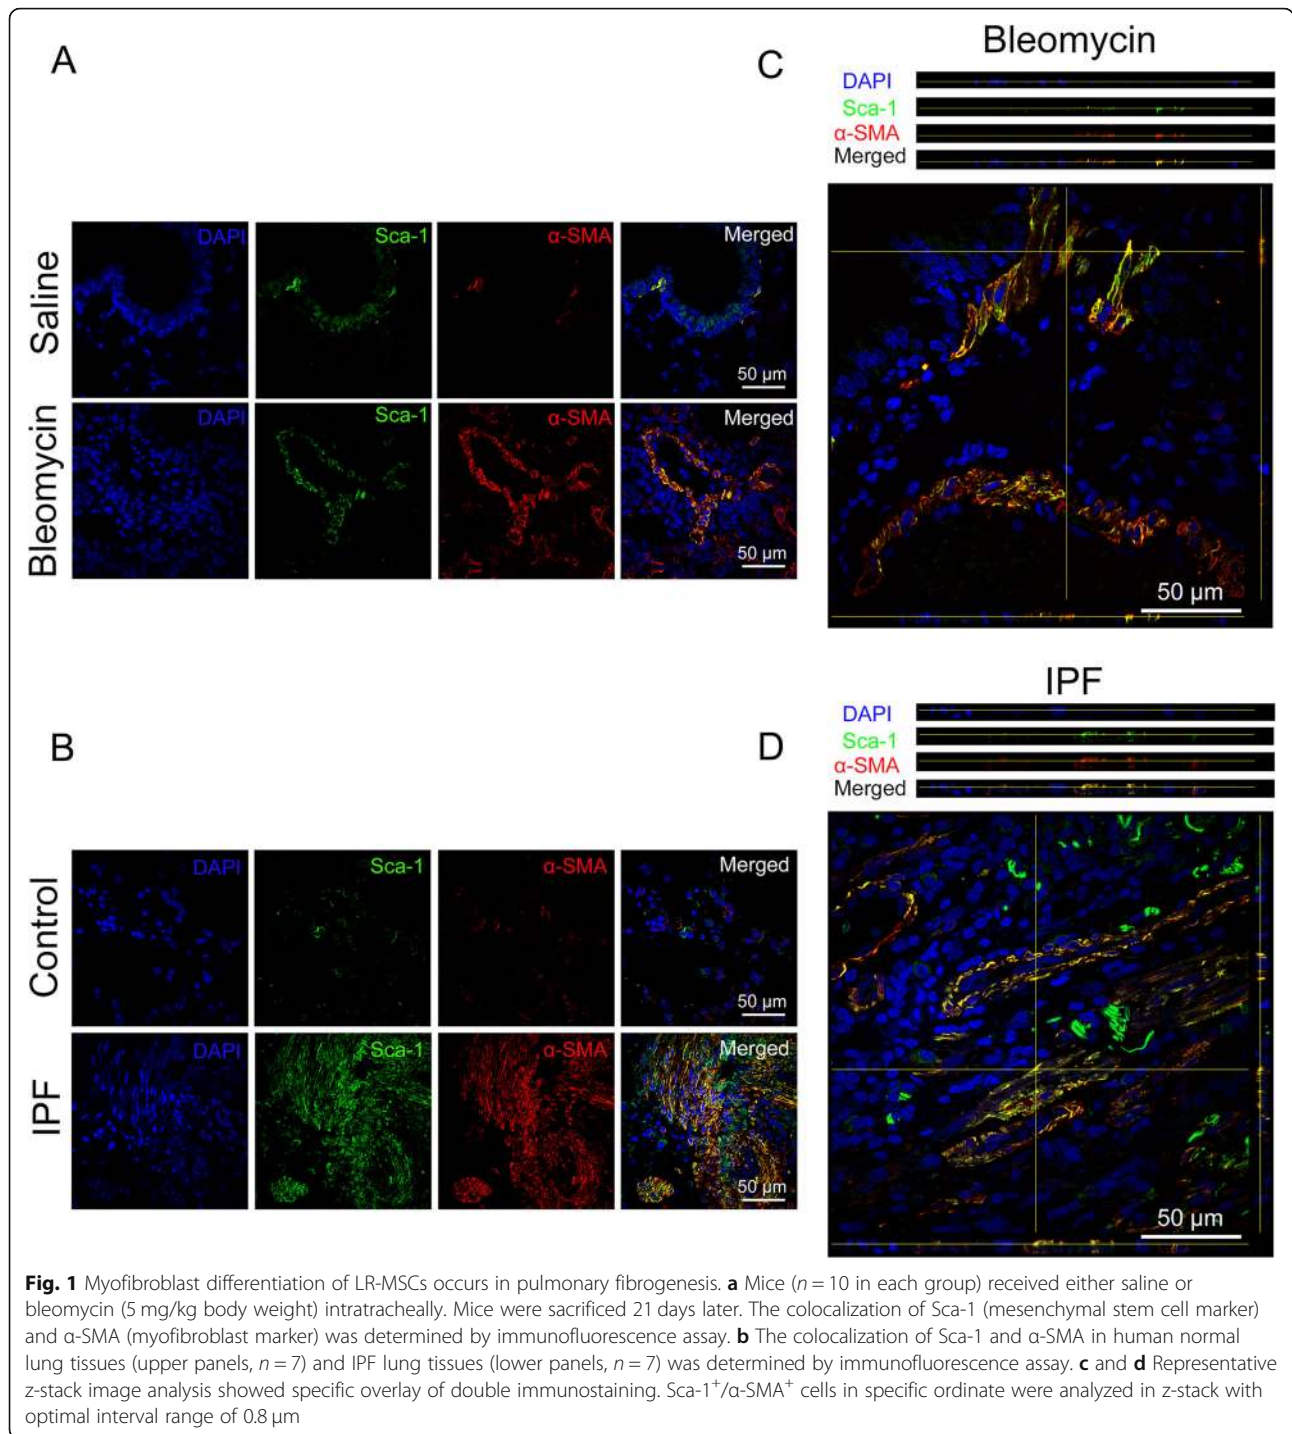 A
Saline
DAPI
Sca-1
α-SMA
Merged
50 µm
Bleomycin
DAPI
Sca-1
α-SMA
Merged
50 µm
C
Bleomycin
DAPI
Sca-1
α-SMA
Merged
50 µm
B
Control
DAPI
Sca-1
α-SMA
Merged
50 µm
IPF
DAPI
Sca-1
α-SMA
Merged
50 µm
D
IPF
DAPI
Sca-1
α-SMA
Merged
50 µm
Fig. 1 Myofibroblast differentiation of LR-MSCs occurs in pulmonary fibrogenesis. a Mice (n = 10 in each group) received either saline or
bleomycin (5 mg/kg body weight) intratracheally. Mice were sacrificed 21 days later. The colocalization of Sca-1 (mesenchymal stem cell marker)
and α-SMA (myofibroblast marker) was determined by immunofluorescence assay. b The colocalization of Sca-1 and α-SMA in human normal
lung tissues (upper panels, n = 7) and IPF lung tissues (lower panels, n = 7) was determined by immunofluorescence assay. c and d Representative
z-stack image analysis showed specific overlay of double immunostaining. Sca-1⁺/α-SMA⁺ cells in specific ordinate were analyzed in z-stack with
optimal interval range of 0.8 µm